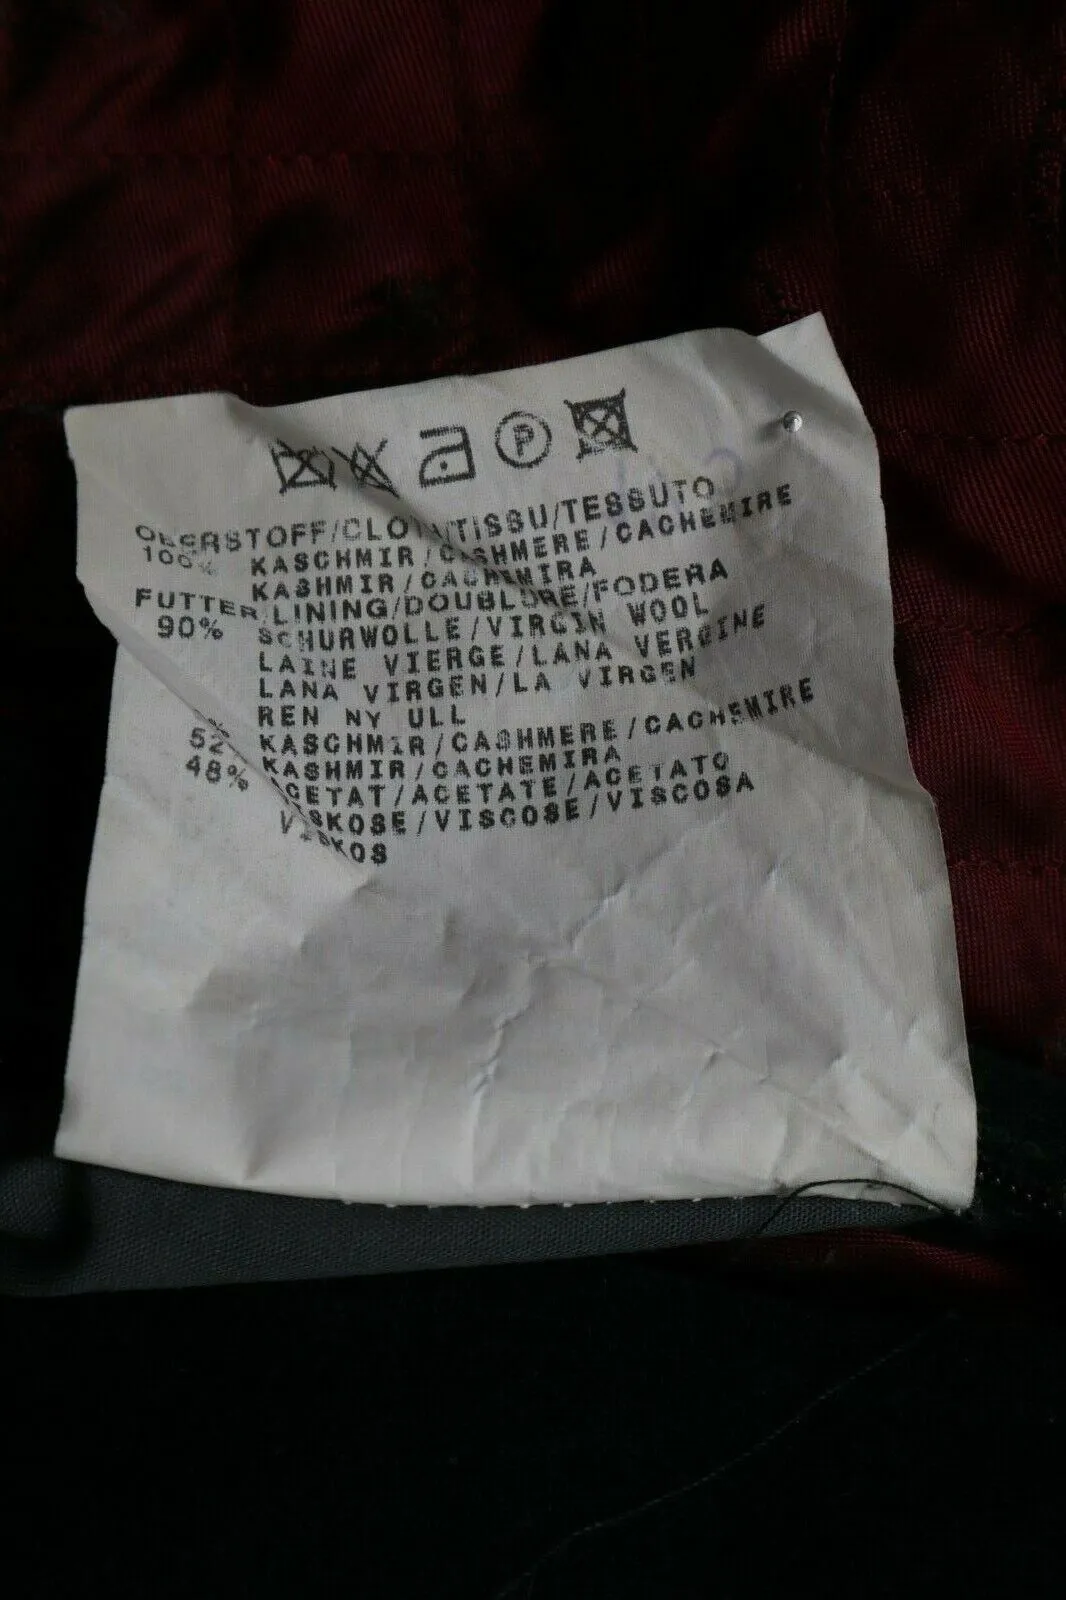 P
OBERSTOFF/CLOTH/TISSU/TESSUTO
100% KASCHMIR/CASHMERE/CACHEMIRE
KASHMIR/CACHEMIRA
FUTTER/LINING/DOUBLURE/FODERA
90% SCHURWOLLE/VIRGIN WOOL
LAINE VIERGE/LANA VERGINE
LANA VIRGEN/LA VIRGEN
REN NY ULL
% KASCHMIR/CASHMERE/CACHEMIRE
52 KASHMIR/CACHEMIRA
48% ACETAT/ACETATE/ACETATO
VISKOSE/VISCOSE/VISCOSA
VISKOS